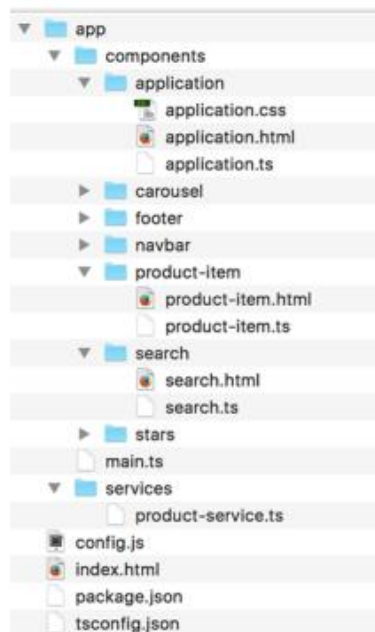 app
components
application
application.css
application.html
application.ts
carousel
footer
navbar
product-item
product-item.html
product-item.ts
search
search.html
search.ts
stars
main.ts
services
product-service.ts
config.js
index.html
package.json
tsconfig.json